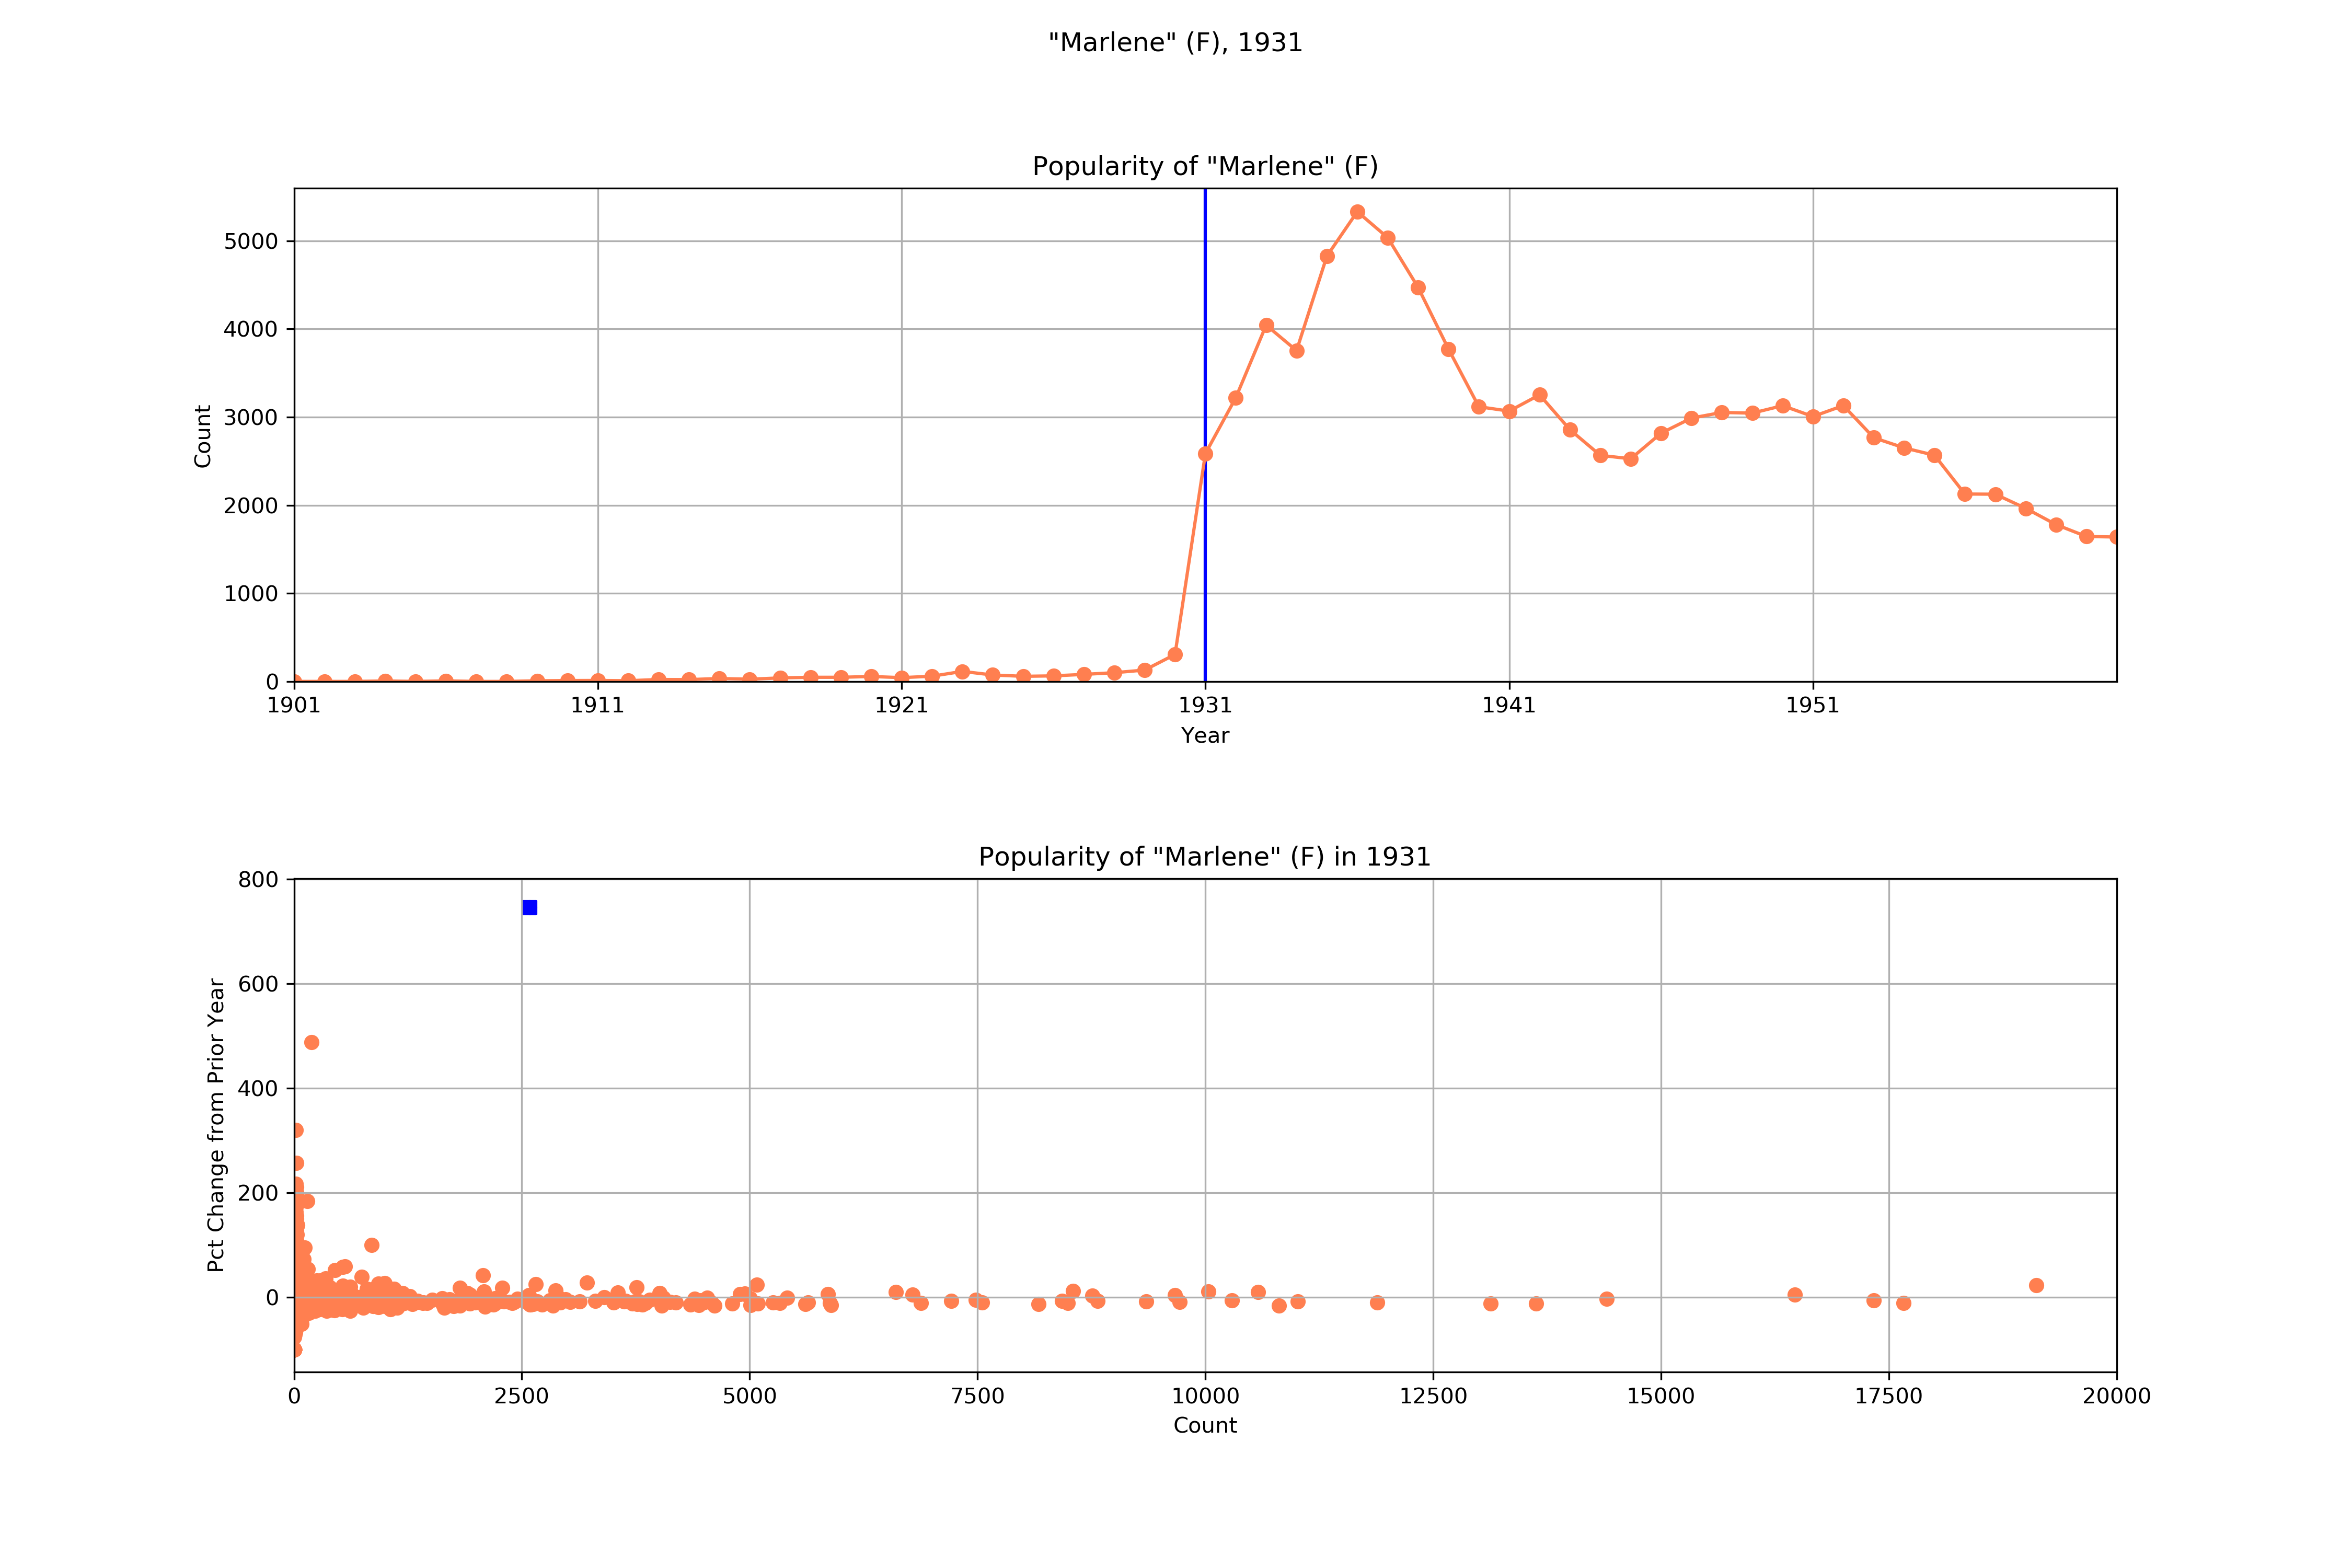 "Marlene" (F), 1931
Popularity of "Marlene" (F)
5000
4000
3000
2000
1000
0
Count
1901 1911 1921 1931 1941 1951
Year
Popularity of "Marlene" (F) in 1931
800
600
400
200
0
Pct Change from Prior Year
0 2500 5000 7500 10000 12500 15000 17500 20000
Count